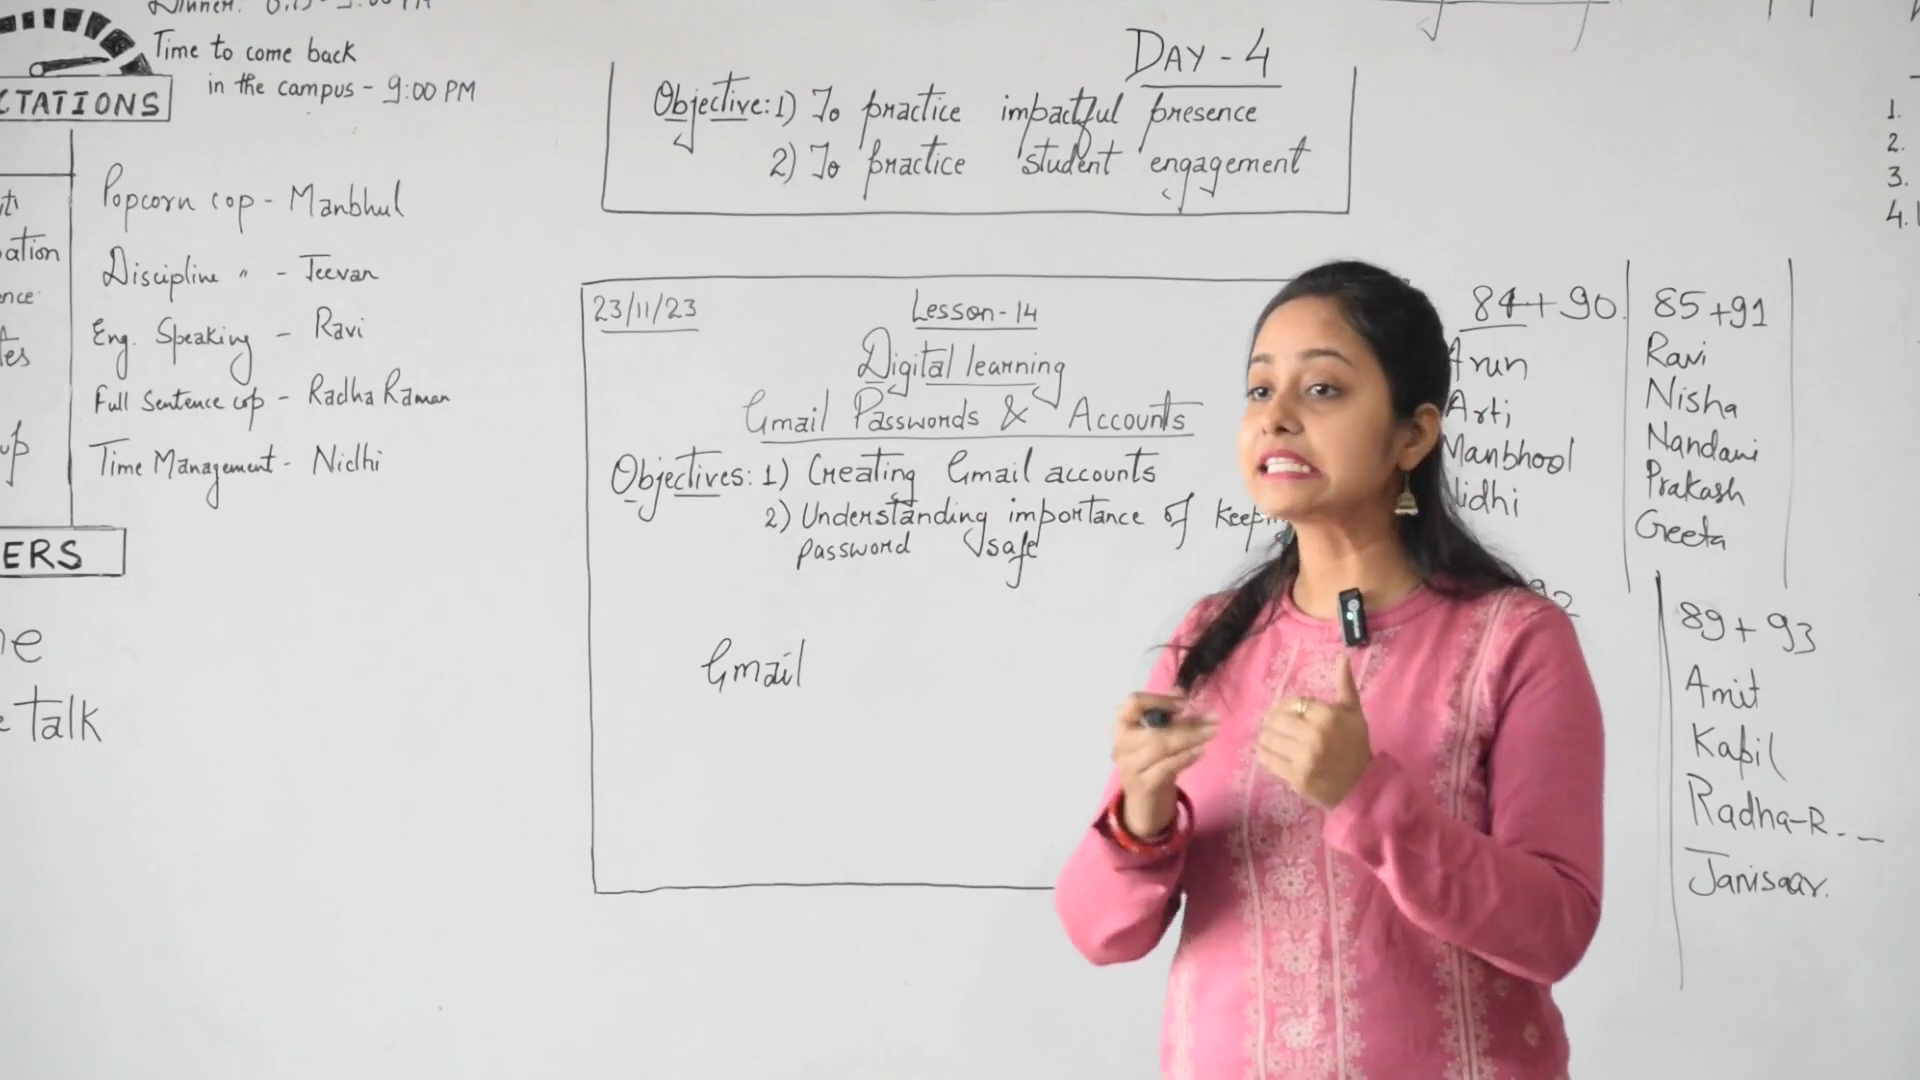 Time to come back
in the campus - 9:00 PM
CTATIONS
Popcorn cop - Manbhul
Discipline " - Jeevan
Eng. Speaking - Ravi
Full Sentence cop - Radha Raman
Time Management - Nidhi
ERS
talk
DAY - 4
Objective: 1) To practice impactful presence
2) To practice student engagement
23/11/23
Lesson - 14
Digital learning
Gmail Passwords & Accounts
Objectives: 1) Creating Gmail accounts
2) Understanding importance of keeping
password safe
Gmail
84+90
Arun
Arti
Manbhool
Nidhi
92
85+91
Ravi
Nisha
Nandani
Prakash
Geeta
89+93
Amit
Kapil
Radha-R--
Janisaar.
1.
2.
3.
4.